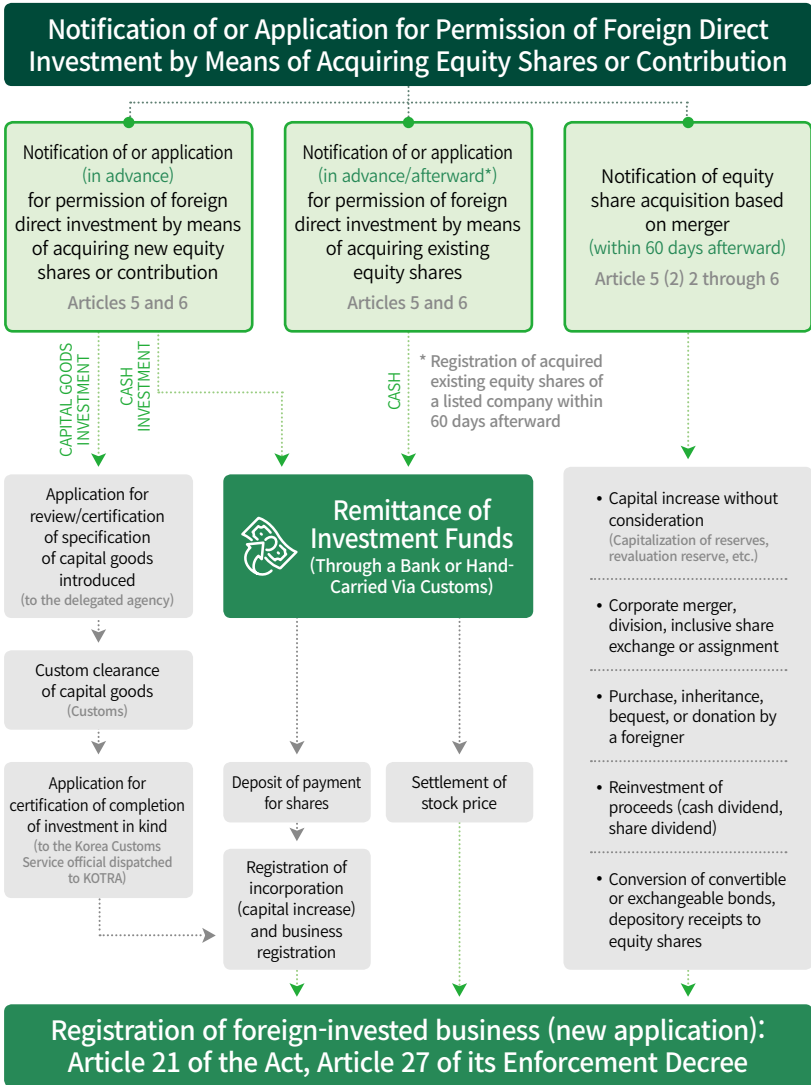 Notification of or Application for Permission of Foreign Direct
Investment by Means of Acquiring Equity Shares or Contribution
Notification of or application
(in advance)
for permission of foreign
direct investment by means
of acquiring new equity
shares or contribution
Articles 5 and 6
Notification of or application
(in advance/afterward*)
for permission of foreign
direct investment by means
of acquiring existing
equity shares
Articles 5 and 6
Notification of equity
share acquisition based
on merger
(within 60 days afterward)
Article 5 (2) 2 through 6
CAPITAL GOODS
INVESTMENT
CASH
INVESTMENT
CASH
* Registration of acquired
existing equity shares of
a listed company within
60 days afterward
Application for
review/certification
of specification
of capital goods
introduced
(to the delegated agency)
Custom clearance
of capital goods
(Customs)
Application for
certification of completion
of investment in kind
(to the Korea Customs
Service official dispatched
to KOTRA)
Remittance of
Investment Funds
(Through a Bank or Hand-
Carried Via Customs)
Deposit of payment
for shares
Settlement of
stock price
Registration of
incorporation
(capital increase)
and business
registration
• Capital increase without
consideration
(Capitalization of reserves,
revaluation reserve, etc.)
• Corporate merger,
division, inclusive share
exchange or assignment
• Purchase, inheritance,
bequest, or donation by
a foreigner
• Reinvestment of
proceeds (cash dividend,
share dividend)
• Conversion of convertible
or exchangeable bonds,
depository receipts to
equity shares
Registration of foreign-invested business (new application):
Article 21 of the Act, Article 27 of its Enforcement Decree